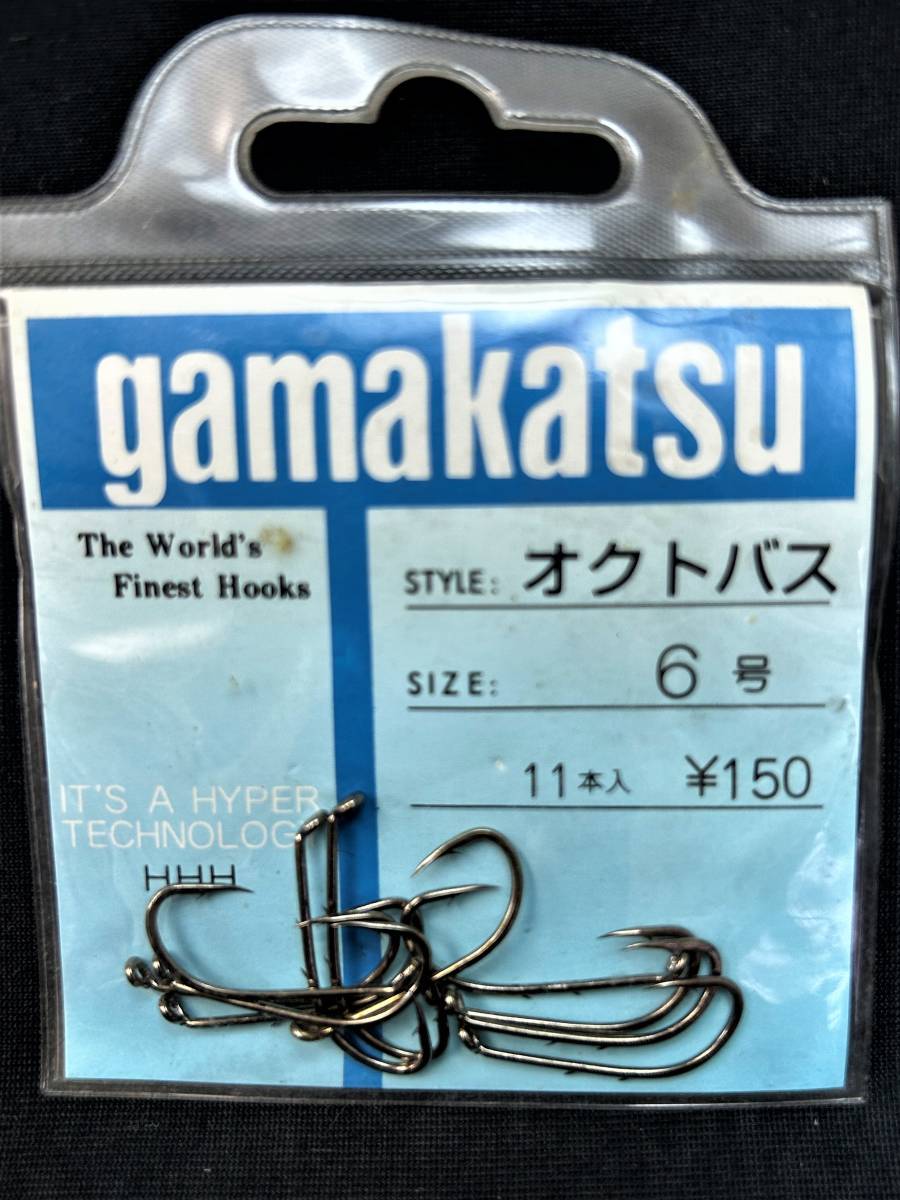 gamakatsu
The World's
Finest Hooks
STYLE: オクトバス
SIZE: 6 号
11本入 ¥150
IT'S A HYPER
TECHNOLOG
HHH